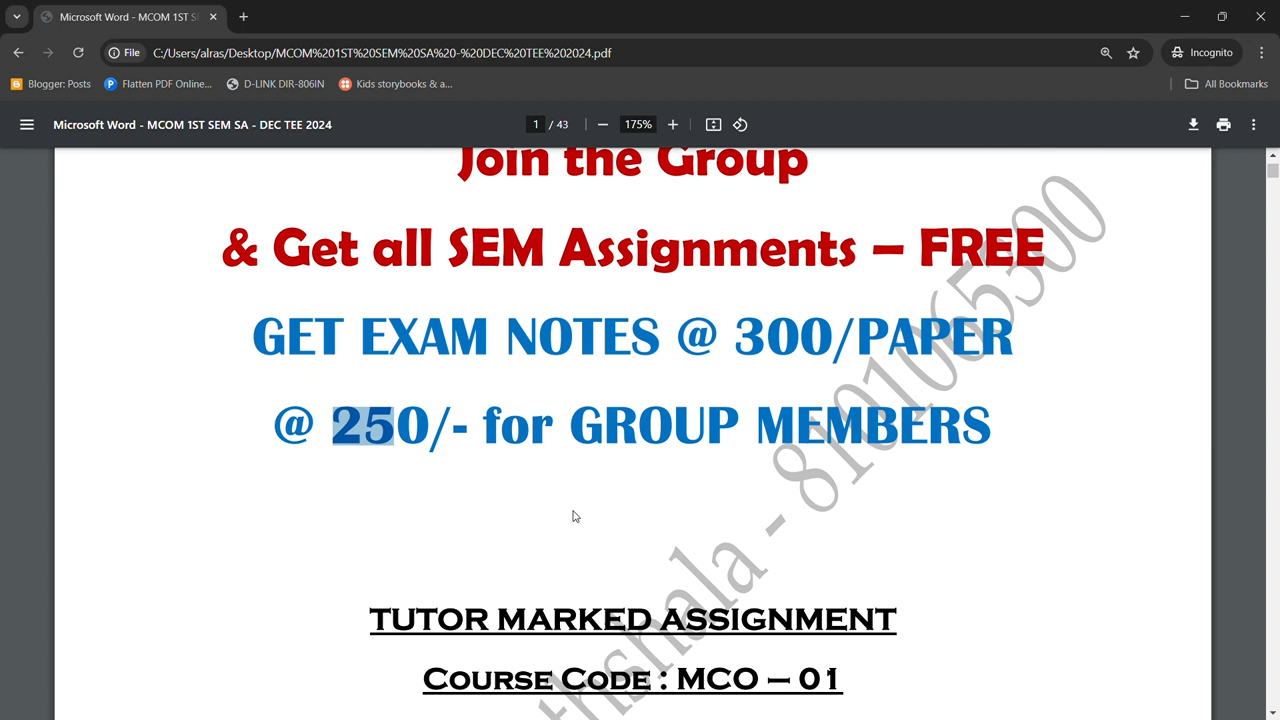 Microsoft Word - MCOM 1ST S
File C:/Users/alras/Desktop/MCOM%201ST%20SEM%20SA%20-%20DEC%20TEE%202024.pdf
Incognito
Blogger: Posts Flatten PDF Online... D-LINK DIR-806IN Kids storybooks & a... All Bookmarks
Microsoft Word - MCOM 1ST SEM SA - DEC TEE 2024 1 / 43 175%
Join the Group
& Get all SEM Assignments – FREE
GET EXAM NOTES @ 300/PAPER
@ 250/- for GROUP MEMBERS
thshala - 8101065300
TUTOR MARKED ASSIGNMENT
COURSE CODE : MCO – 01